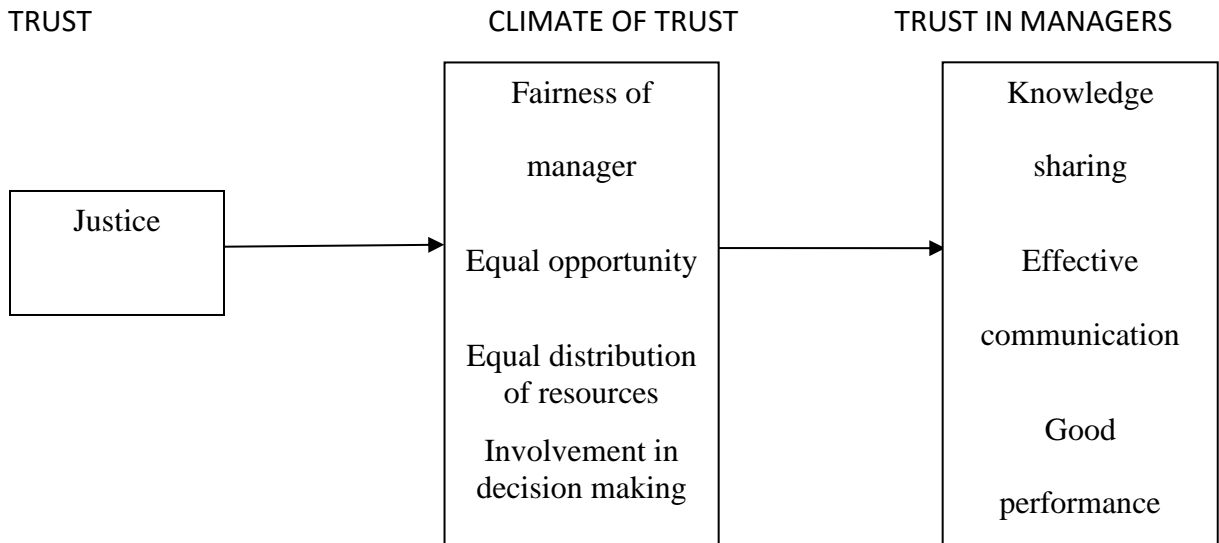 TRUST
CLIMATE OF TRUST
TRUST IN MANAGERS
Justice
Fairness of
manager
Equal opportunity
Equal distribution
of resources
Involvement in
decision making
Knowledge
sharing
Effective
communication
Good
performance